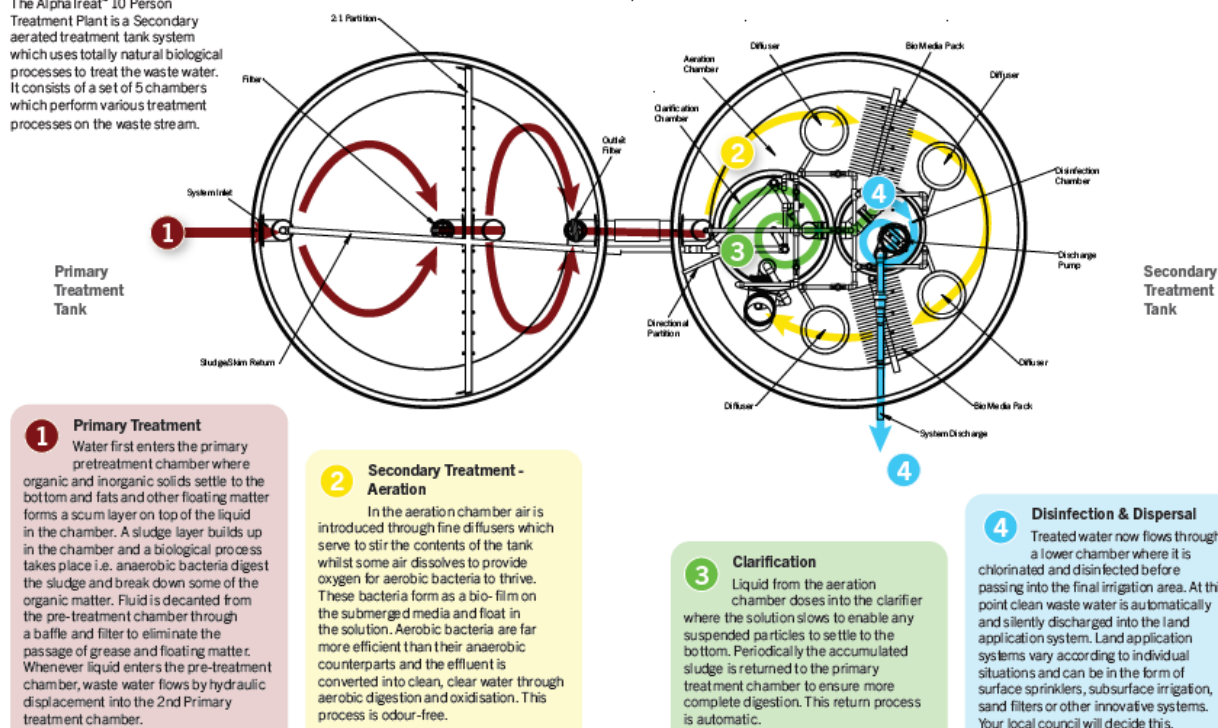 The AlphaTreat® 10 Person
Treatment Plant is a Secondary
aerated treatment tank system
which uses totally natural biological
processes to treat the waste water.
It consists of a set of 5 chambers
which perform various treatment
processes on the waste stream.
2:1 Partition
Filter
Outlet
Filter
System Inlet
1
Primary
Treatment
Tank
Sludge/Skim Return
Diffuser
Bio Media Pack
Aeration
Chamber
Diffuser
Clarification
Chamber
2
Disinfection
Chamber
4
3
Discharge
Pump
Secondary
Treatment
Tank
Directional
Partition
Diffuser
Diffuser
Bio Media Pack
System Discharge
4
1
Primary Treatment
Water first enters the primary
pretreatment chamber where
organic and inorganic solids settle to the
bottom and fats and other floating matter
forms a scum layer on top of the liquid
in the chamber. A sludge layer builds up
in the chamber and a biological process
takes place i.e. anaerobic bacteria digest
the sludge and break down some of the
organic matter. Fluid is decanted from
the pre-treatment chamber through
a baffle and filter to eliminate the
passage of grease and floating matter.
Whenever liquid enters the pre-treatment
chamber, waste water flows by hydraulic
displacement into the 2nd Primary
treatment chamber.
2
Secondary Treatment -
Aeration
In the aeration chamber air is
introduced through fine diffusers which
serve to stir the contents of the tank
whilst some air dissolves to provide
oxygen for aerobic bacteria to thrive.
These bacteria form as a bio- film on
the submerged media and float in
the solution. Aerobic bacteria are far
more efficient than their anaerobic
counterparts and the effluent is
converted into clean, clear water through
aerobic digestion and oxidisation. This
process is odour-free.
3
Clarification
Liquid from the aeration
chamber doses into the clarifier
where the solution slows to enable any
suspended particles to settle to the
bottom. Periodically the accumulated
sludge is returned to the primary
treatment chamber to ensure more
complete digestion. This return process
is automatic.
4
Disinfection & Dispersal
Treated water now flows through
a lower chamber where it is
chlorinated and disinfected before
passing into the final irrigation area. At thi
point clean waste water is automatically
and silently discharged into the land
application system. Land application
systems vary according to individual
situations and can be in the form of
surface sprinklers, subsurface irrigation,
sand filters or other innovative systems.
Your local council will decide this.